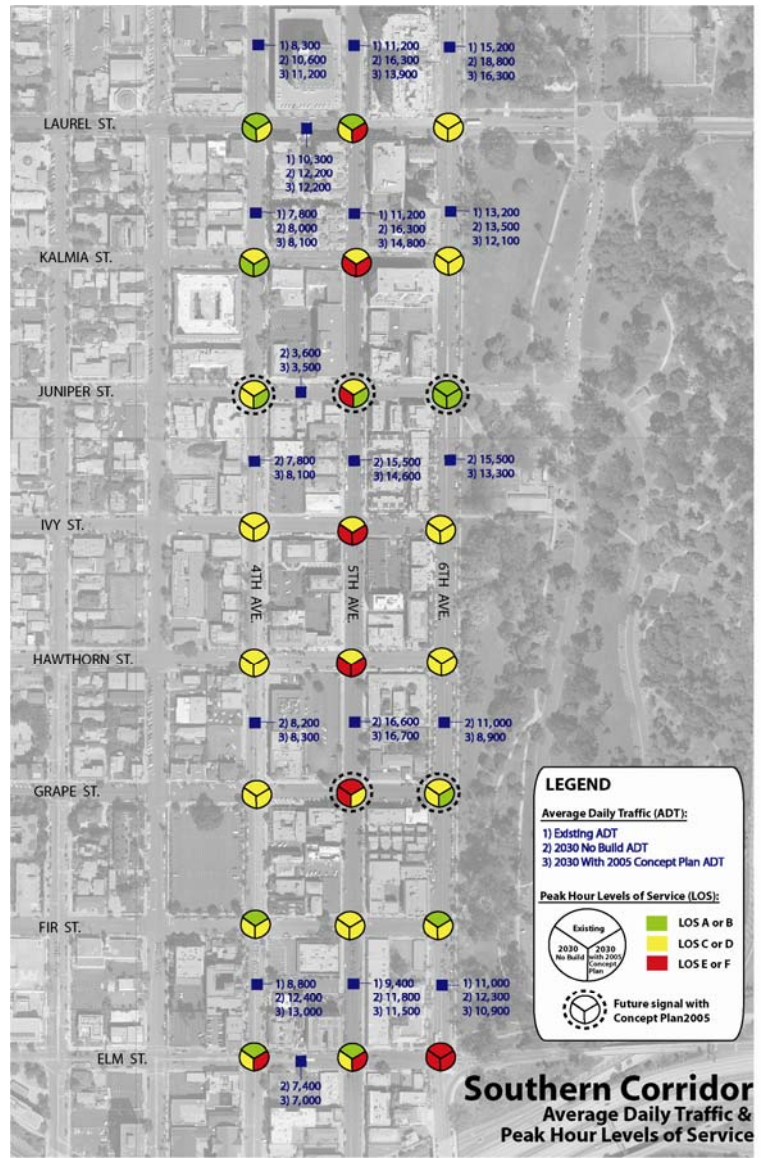 1) 8,300
2) 10,600
3) 11,200
1) 11,200
2) 16,300
3) 13,900
1) 15,200
2) 18,800
3) 16,300
LAUREL ST.
1) 10,300
2) 12,200
3) 12,200
1) 7,800
2) 8,000
3) 8,100
1) 11,200
2) 16,300
3) 14,800
1) 13,200
2) 13,500
3) 12,100
KALMIA ST.
2) 3,600
3) 3,500
JUNIPER ST.
2) 7,800
3) 8,100
2) 15,500
3) 14,600
2) 15,500
3) 13,300
IVY ST.
4TH AVE.
5TH AVE.
6TH AVE.
HAWTHORN ST.
2) 8,200
3) 8,300
2) 16,600
3) 16,700
2) 11,000
3) 8,900
GRAPE ST.
FIR ST.
1) 8,800
2) 12,400
3) 13,000
1) 9,400
2) 11,800
3) 11,500
1) 11,000
2) 12,300
3) 10,900
ELM ST.
2) 7,400
3) 7,000
LEGEND
Average Daily Traffic (ADT):
1) Existing ADT
2) 2030 No Build ADT
3) 2030 With 2005 Concept Plan ADT
Peak Hour Levels of Service (LOS):
Existing
2030
No Build
2030
with 2005
Concept
Plan
LOS A or B
LOS C or D
LOS E or F
Future signal with
Concept Plan2005
Southern Corridor
Average Daily Traffic &
Peak Hour Levels of Service